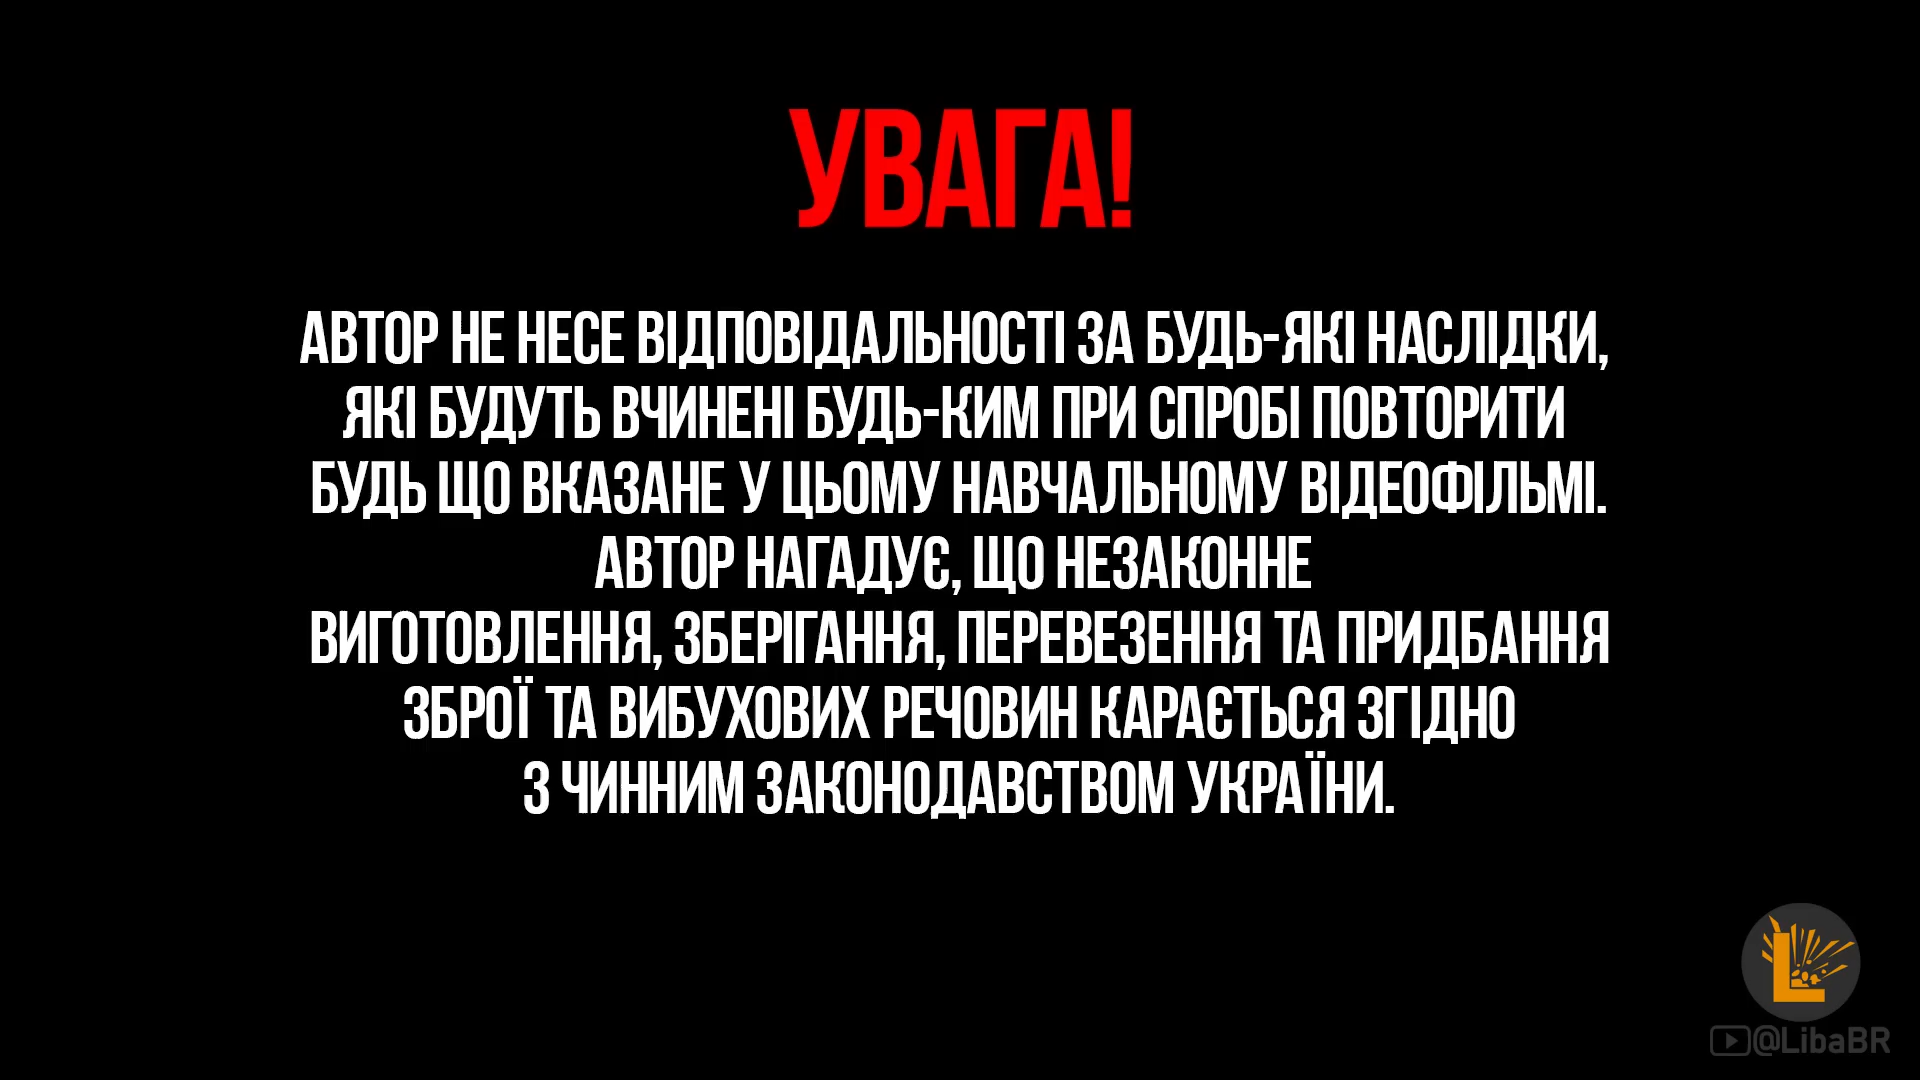 УВАГА!
АВТОР НЕ НЕСЕ ВІДПОВІДАЛЬНОСТІ ЗА БУДЬ-ЯКІ НАСЛІДКИ,
ЯКІ БУДУТЬ ВЧИНЕНІ БУДЬ-КИМ ПРИ СПРОБІ ПОВТОРИТИ
БУДЬ ЩО ВКАЗАНЕ У ЦЬОМУ НАВЧАЛЬНОМУ ВІДЕОФІЛЬМІ.
АВТОР НАГАДУЄ, ЩО НЕЗАКОННЕ
ВИГОТОВЛЕННЯ, ЗБЕРІГАННЯ, ПЕРЕВЕЗЕННЯ ТА ПРИДБАННЯ
ЗБРОЇ ТА ВИБУХОВИХ РЕЧОВИН КАРАЄТЬСЯ ЗГІДНО
З ЧИННИМ ЗАКОНОДАВСТВОМ УКРАЇНИ.
L
@LibaBR